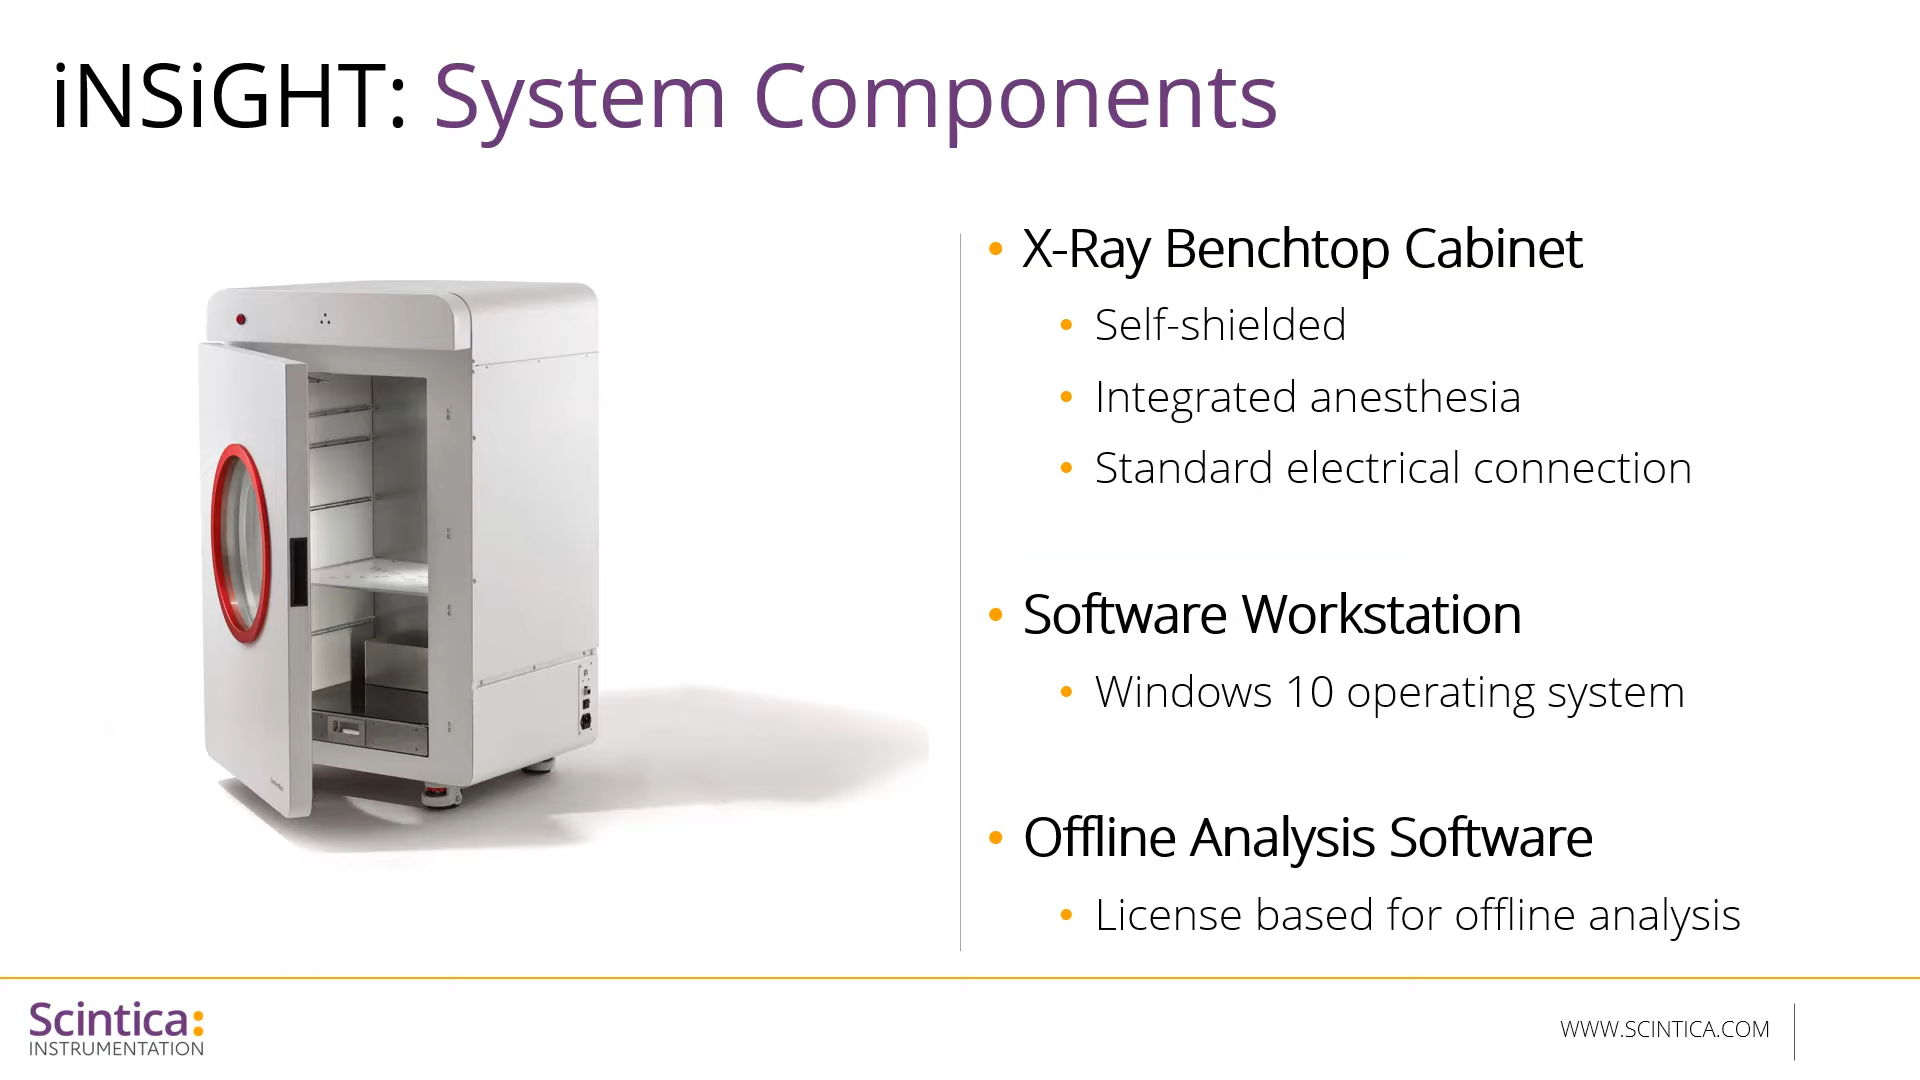 iNSiGHT: System Components
• X-Ray Benchtop Cabinet
• Self-shielded
• Integrated anesthesia
• Standard electrical connection
• Software Workstation
• Windows 10 operating system
• Offline Analysis Software
• License based for offline analysis
Scintica:
INSTRUMENTATION
WWW.SCINTICA.COM